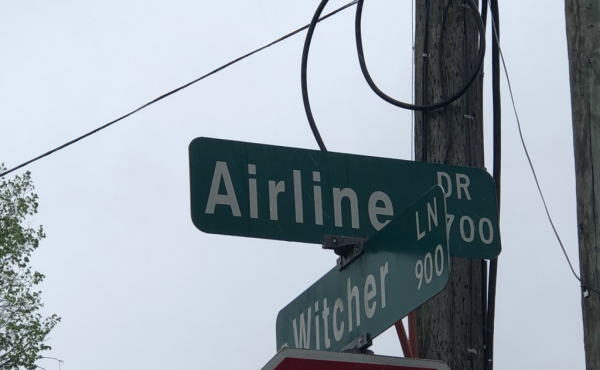 Airline DR
700
Witcher LN
900